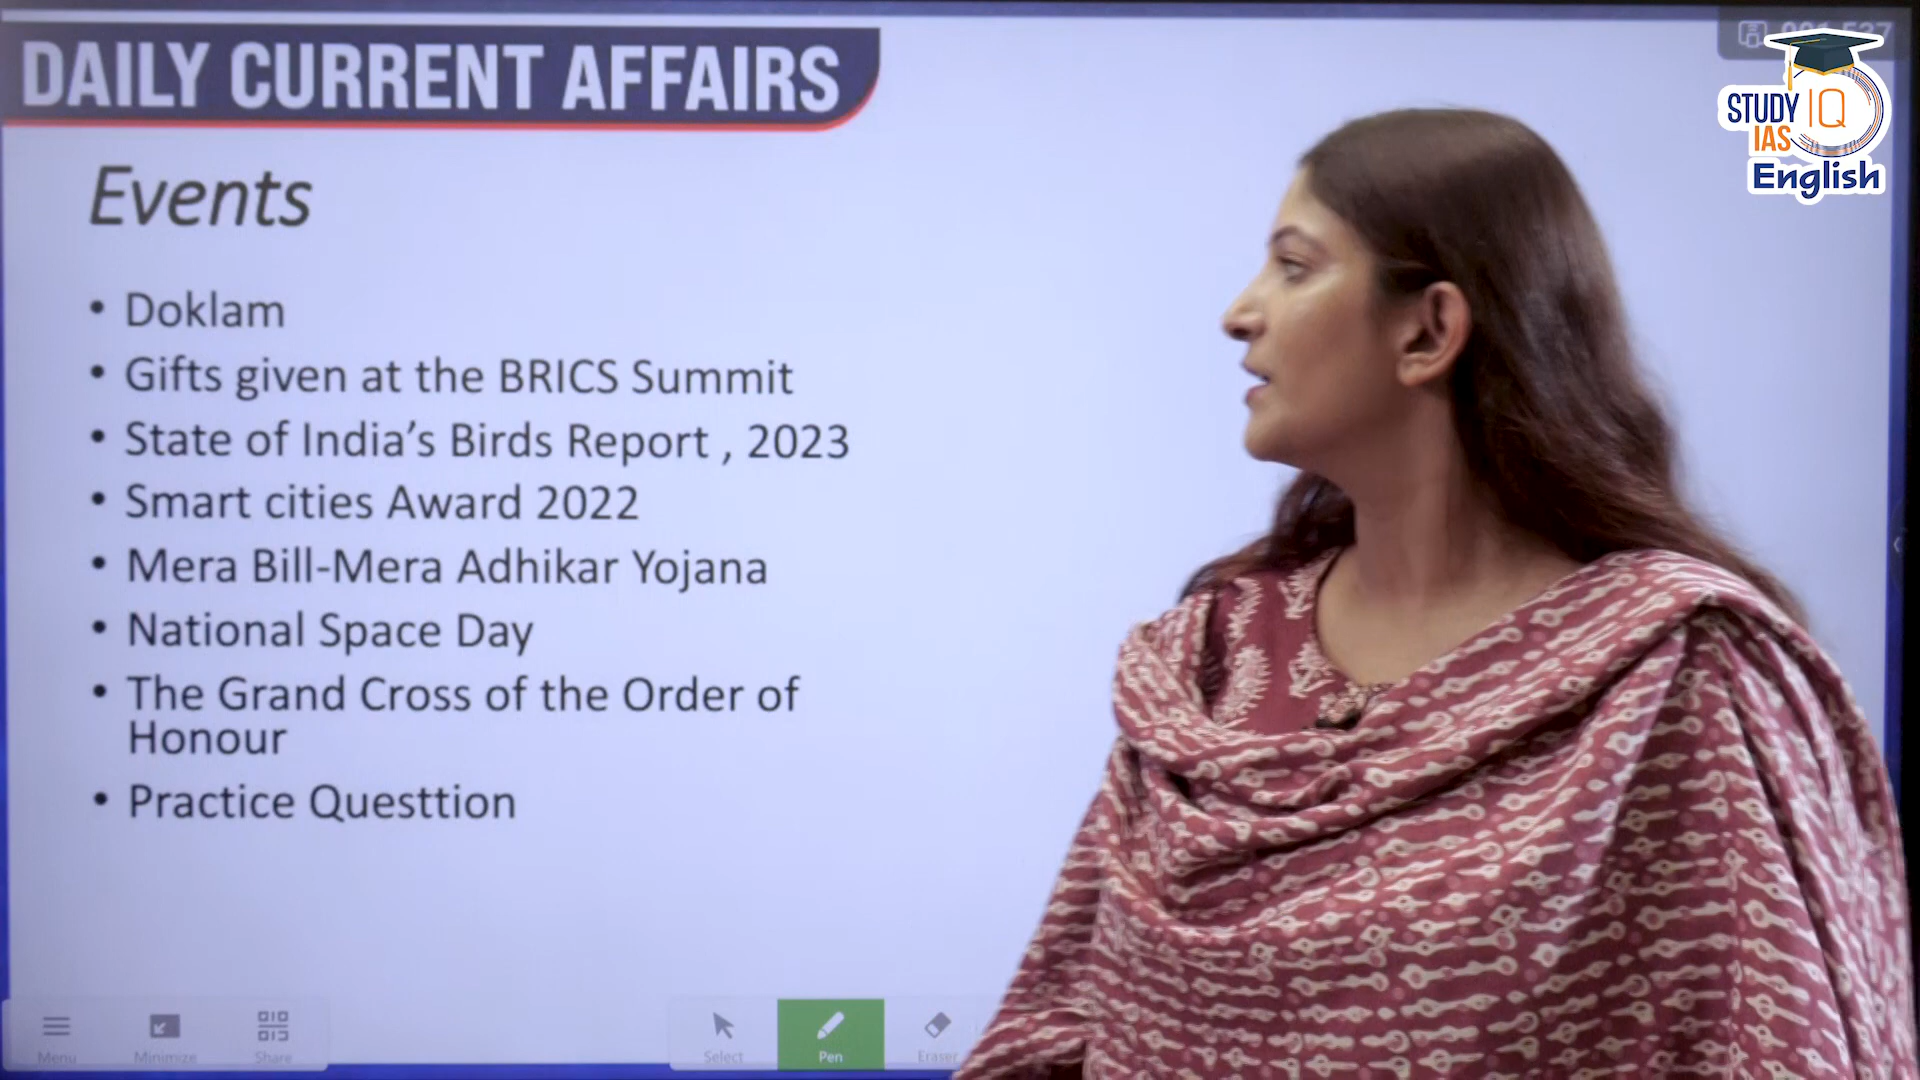 DAILY CURRENT AFFAIRS
STUDY IQ
IAS
English
Events
• Doklam
• Gifts given at the BRICS Summit
• State of India’s Birds Report , 2023
• Smart cities Award 2022
• Mera Bill-Mera Adhikar Yojana
• National Space Day
• The Grand Cross of the Order of
Honour
• Practice Questtion
Menu
Minimize
Share
Select
Pen
Eraser